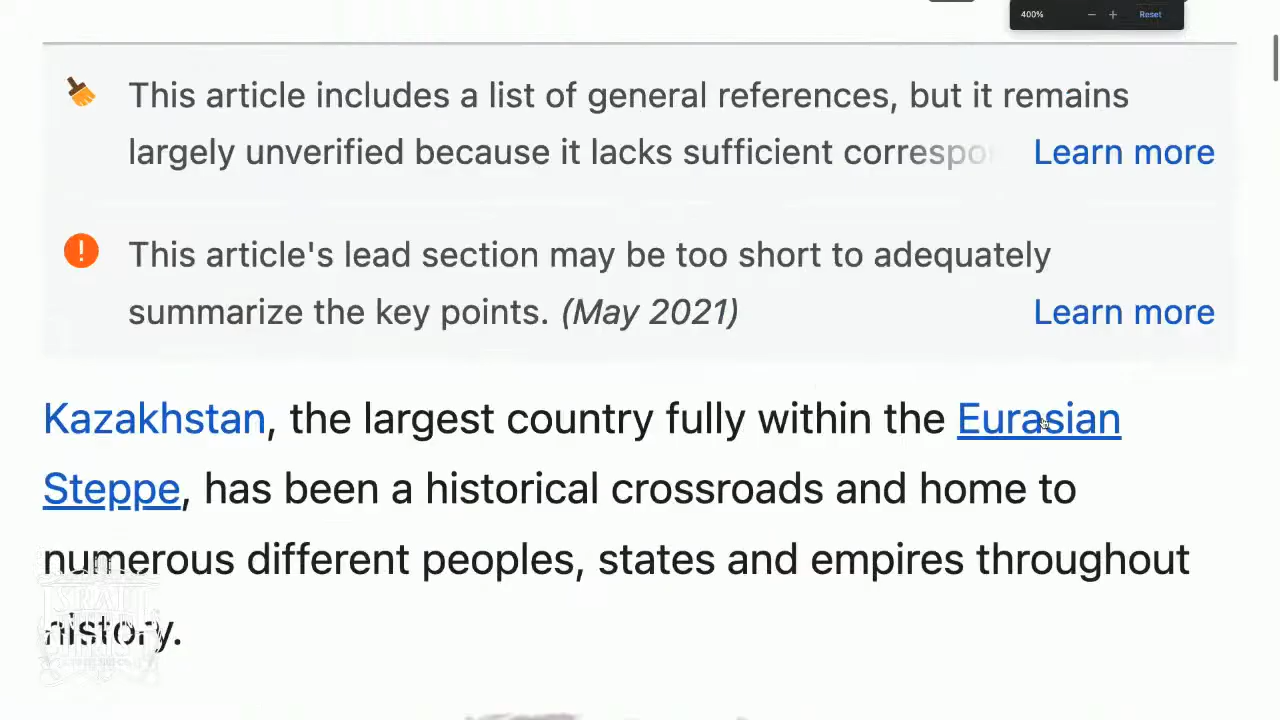 400%
Reset
This article includes a list of general references, but it remains
largely unverified because it lacks sufficient Learn more
This article's lead section may be too short to adequately
summarize the key points. (May 2021) Learn more
Kazakhstan, the largest country fully within the Eurasian
Steppe, has been a historical crossroads and home to
numerous different peoples, states and empires throughout
history.